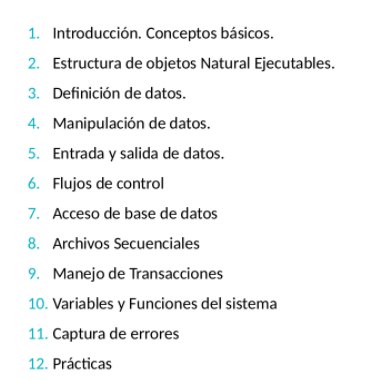 1. Introducción. Conceptos básicos.
2. Estructura de objetos Natural Ejecutables.
3. Definición de datos.
4. Manipulación de datos.
5. Entrada y salida de datos.
6. Flujos de control
7. Acceso de base de datos
8. Archivos Secuenciales
9. Manejo de Transacciones
10. Variables y Funciones del sistema
11. Captura de errores
12. Prácticas